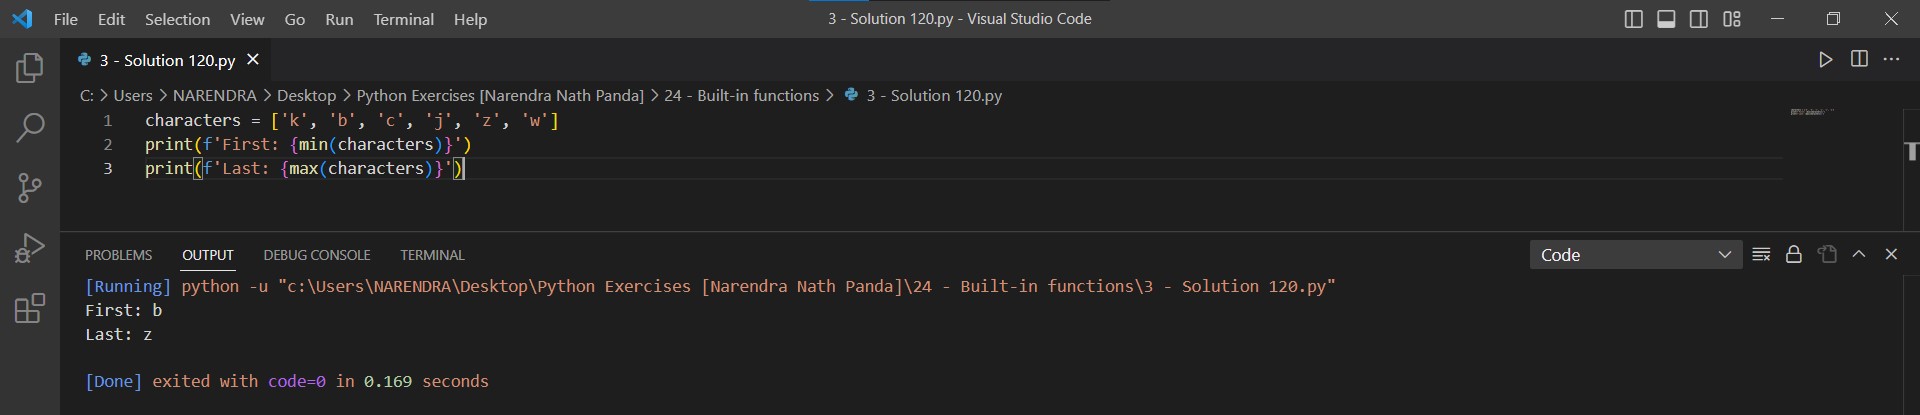 File Edit Selection View Go Run Terminal Help
3 - Solution 120.py - Visual Studio Code
3 - Solution 120.py
C: > Users > NARENDRA > Desktop > Python Exercises [Narendra Nath Panda] > 24 - Built-in functions > 3 - Solution 120.py
1 characters = ['k', 'b', 'c', 'j', 'z', 'w']
2 print(f'First: {min(characters)}')
3 print(f'Last: {max(characters)}')
PROBLEMS OUTPUT DEBUG CONSOLE TERMINAL
Code
[Running] python -u "c:\Users\NARENDRA\Desktop\Python Exercises [Narendra Nath Panda]\24 - Built-in functions\3 - Solution 120.py"
First: b
Last: z
[Done] exited with code=0 in 0.169 seconds